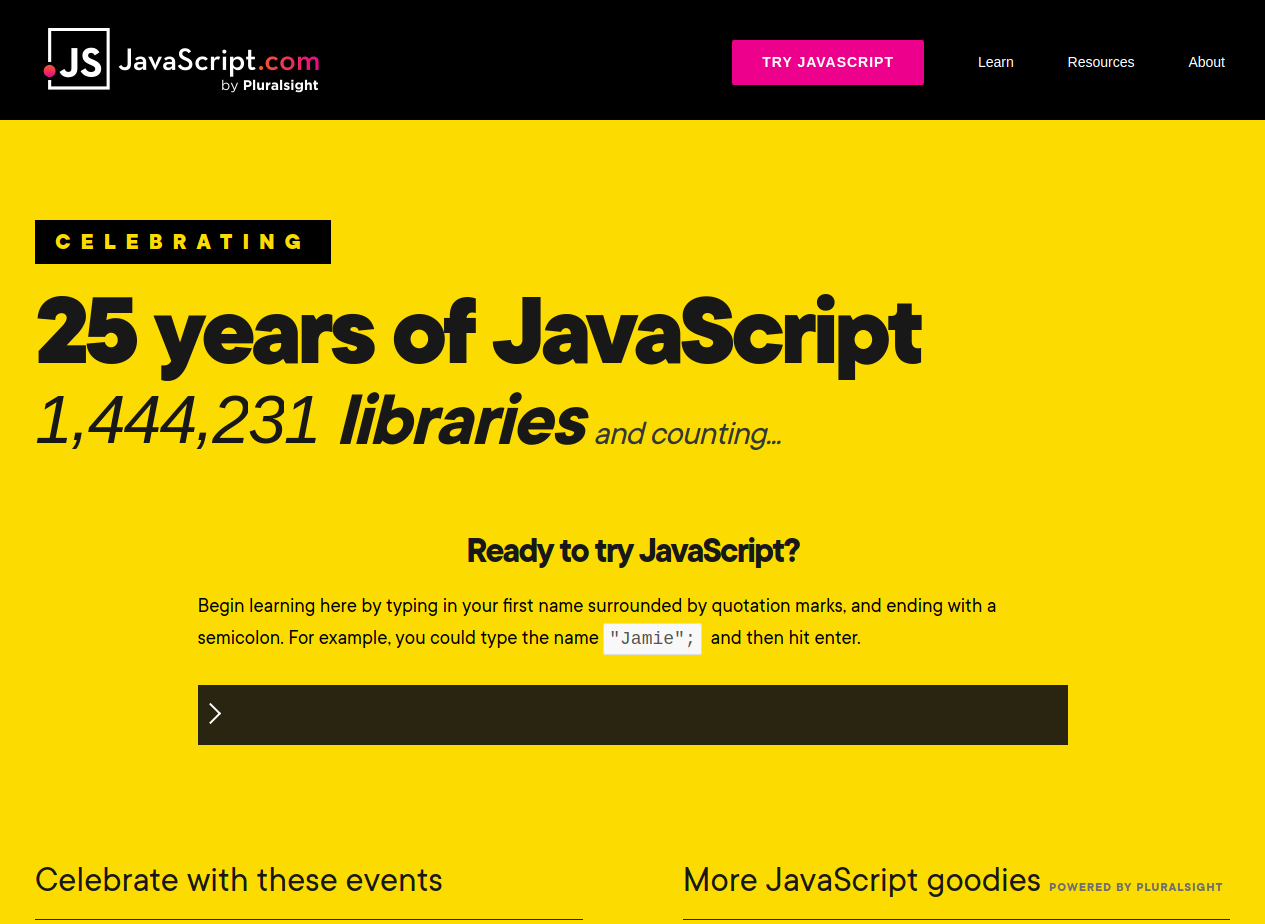 JS JavaScript.com
by Pluralsight
TRY JAVASCRIPT
Learn
Resources
About
CELEBRATING
25 years of JavaScript
1,444,231 libraries and counting...
Ready to try JavaScript?
Begin learning here by typing in your first name surrounded by quotation marks, and ending with a
semicolon. For example, you could type the name "Jamie"; and then hit enter.
Celebrate with these events
More JavaScript goodies POWERED BY PLURALSIGHT